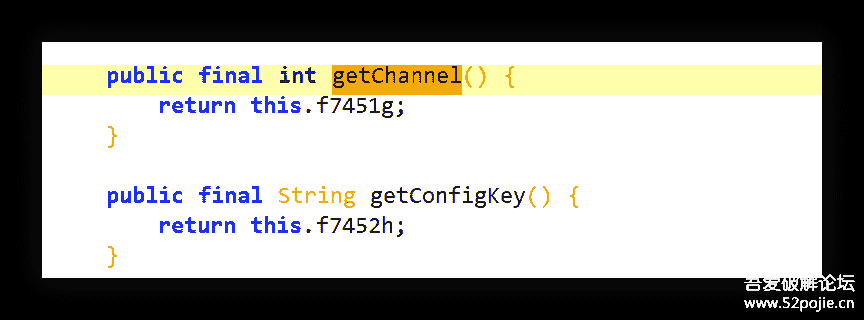 public final int getChannel() {
return this.f7451g;
}
public final String getConfigKey() {
return this.f7452h;
}
吾爱破解论坛
www.52pojie.cn